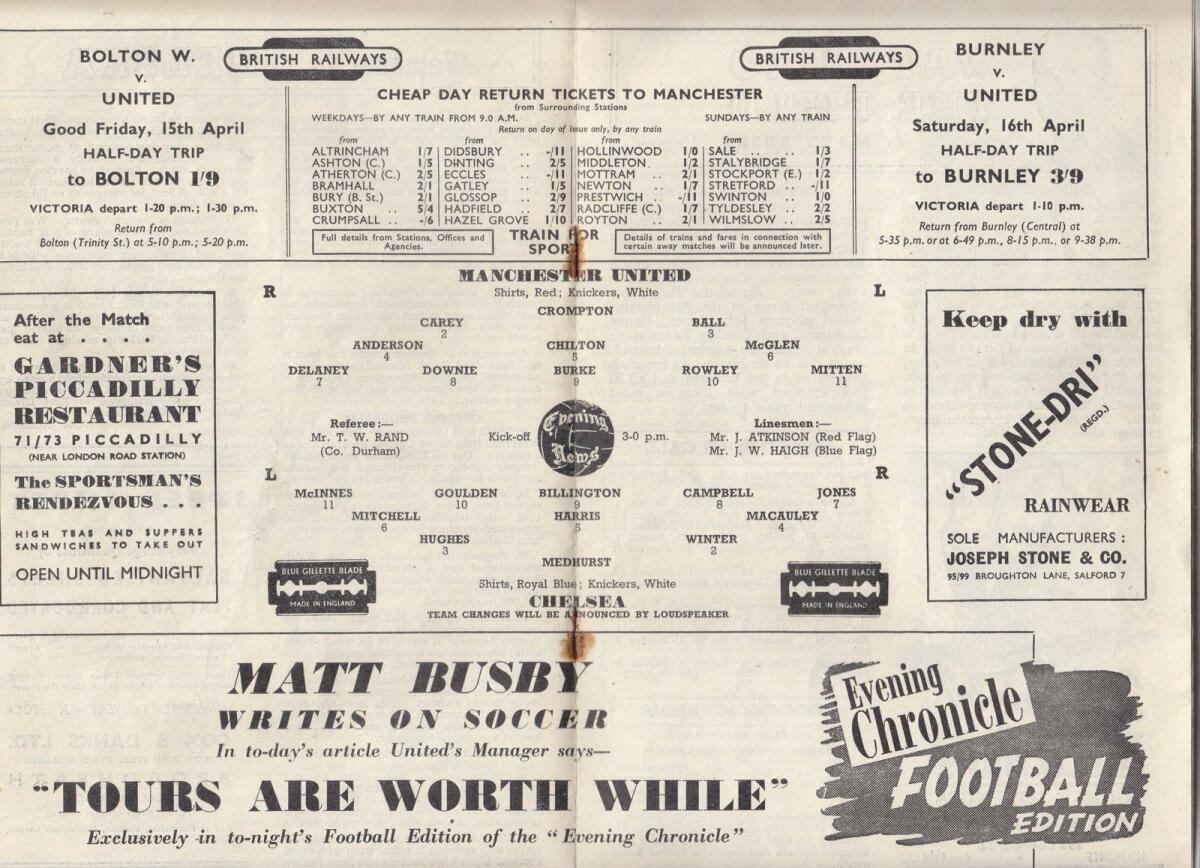 BOLTON W.
v.
UNITED
Good Friday, 15th April
HALF-DAY TRIP
to BOLTON 1'9
VICTORIA depart 1-20 p.m.; 1-30 p.m.
Return from
Bolton (Trinity St.) at 5-10 p.m.; 5-20 p.m.
BRITISH RAILWAYS
BRITISH RAILWAYS
CHEAP DAY RETURN TICKETS TO MANCHESTER
from Surrounding Stations
WEEKDAYS—BY ANY TRAIN FROM 9.0 A.M.
SUNDAYS—BY ANY TRAIN
Return on day of issue only, by any train
from from from from
ALTRINCHAM 1/7 DIDSBURY .. -/11 HOLLINWOOD 1/0 SALE .. .. 1/3
ASHTON (C.) 1/5 DINTING .. 2/5 MIDDLETON .. 1/2 STALYBRIDGE 1/7
ATHERTON (C.) 2/5 ECCLES .. -/11 MOTTRAM .. 2/1 STOCKPORT (E.) 1/2
BRAMHALL 2/1 GATLEY .. 1/5 NEWTON .. 1/7 STRETFORD .. -/11
BURY (B. St.) 2/1 GLOSSOP .. 2/9 PRESTWICH .. -/11 SWINTON .. 1/0
BUXTON .. 5/4 HADFIELD .. 2/7 RADCLIFFE (C.) 1/7 TYLDESLEY .. 2/2
CRUMPSALL .. -/6 HAZEL GROVE 1/10 ROYTON .. 2/1 WILMSLOW .. 2/5
Full details from Stations, Offices and
Agencies.
TRAIN FOR
SPORT
Details of trains and fares in connection with
certain away matches will be announced later.
BURNLEY
v.
UNITED
Saturday, 16th April
HALF-DAY TRIP
to BURNLEY 3'9
VICTORIA depart 1-10 p.m.
Return from Burnley (Central) at
5-35 p.m. or at 6-49 p.m., 8-15 p.m., or 9-38 p.m.
After the Match
eat at . . . .
GARDNER'S
PICCADILLY
RESTAURANT
71/73 PICCADILLY
(NEAR LONDON ROAD STATION)
The SPORTSMAN'S
RENDEZVOUS . . .
HIGH TEAS AND SUPPERS
SANDWICHES TO TAKE OUT
OPEN UNTIL MIDNIGHT
MANCHESTER UNITED
Shirts, Red; Knickers, White
R L
CROMPTON
CAREY BALL
2 3
ANDERSON CHILTON McGLEN
4 5 6
DELANEY DOWNIE BURKE ROWLEY MITTEN
7 8 9 10 11
Referee:—
Mr. T. W. RAND
(Co. Durham)
Kick-off
Evening
News
3-0 p.m.
Linesmen:—
Mr. J. ATKINSON (Red Flag)
Mr. J. W. HAIGH (Blue Flag)
L R
McINNES GOULDEN BILLINGTON CAMPBELL JONES
11 10 9 8 7
MITCHELL HARRIS MACAULEY
6 5 4
HUGHES WINTER
3 2
MEDHURST
Shirts, Royal Blue; Knickers, White
CHELSEA
TEAM CHANGES WILL BE ANNOUNCED BY LOUDSPEAKER
BLUE GILLETTE BLADE
MADE IN ENGLAND
BLUE GILLETTE BLADE
MADE IN ENGLAND
Keep dry with
"STONE-DRI"
(REGD.)
RAINWEAR
SOLE MANUFACTURERS :
JOSEPH STONE & CO.
95/99 BROUGHTON LANE, SALFORD 7
MATT BUSBY
WRITES ON SOCCER
In to-day's article United's Manager says—
"TOURS ARE WORTH WHILE"
Exclusively in to-night's Football Edition of the "Evening Chronicle"
Evening
Chronicle
FOOTBALL
EDITION